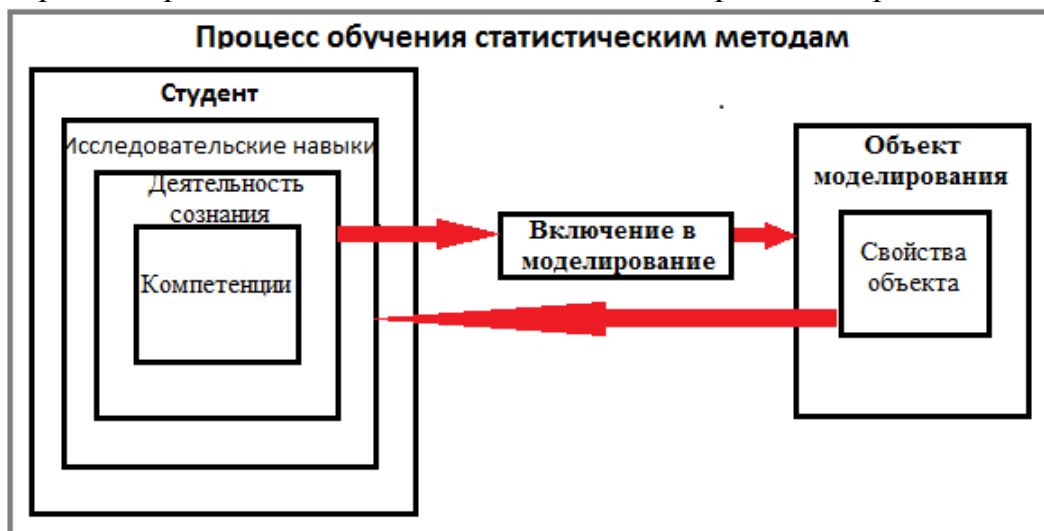 Процесс обучения статистическим методам
Студент
Исследовательские навыки
Деятельность
сознания
Компетенции
Включение в
моделирование
Объект
моделирования
Свойства
объекта